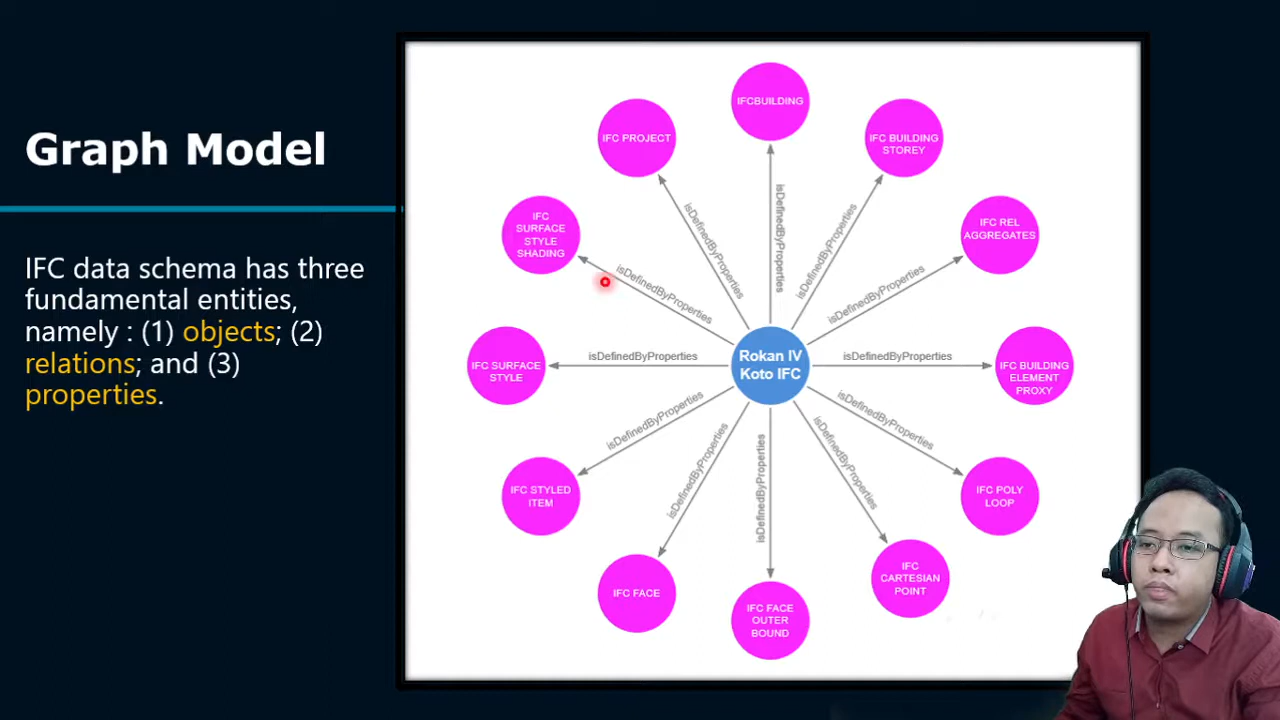 Graph Model
IFC data schema has three
fundamental entities,
namely : (1) objects; (2)
relations; and (3)
properties.
IFCBUILDING
IFC PROJECT
IFC BUILDING
STOREY
IFC
SURFACE
STYLE
SHADING
IFC REL
AGGREGATES
isDefinedByProperties
isDefinedByProperties
isDefinedByProperties
isDefinedByProperties
isDefinedByProperties
IFC SURFACE
STYLE
isDefinedByProperties
Rokan IV
Koto IFC
isDefinedByProperties
IFC BUILDING
ELEMENT
PROXY
isDefinedByProperties
isDefinedByProperties
isDefinedByProperties
isDefinedByProperties
isDefinedByProperties
IFC STYLED
ITEM
IFC POLY
LOOP
IFC FACE
IFC FACE
OUTER
BOUND
IFC
CARTESIAN
POINT